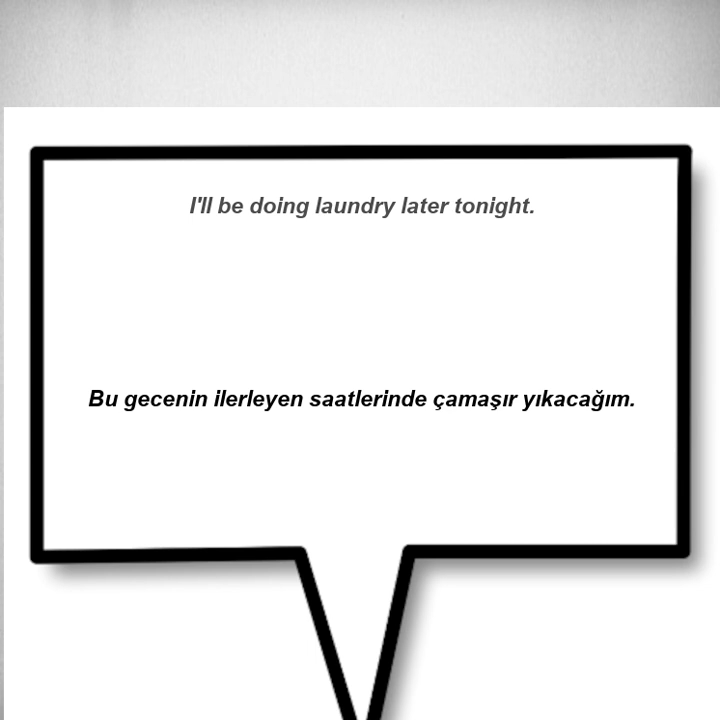 I'll be doing laundry later tonight.
Bu gecenin ilerleyen saatlerinde çamaşır yıkacağım.